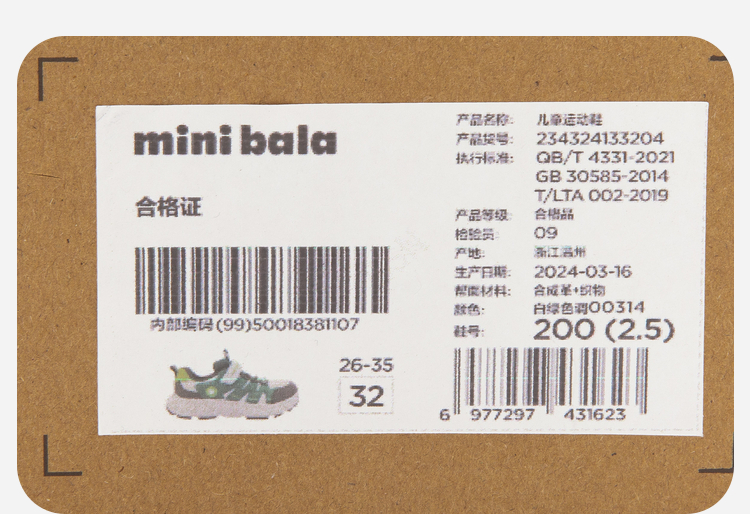 mini bala
合格证
内部编码(99)50018381107
26-35
32
产品名称: 儿童运动鞋
产品货号: 234324133204
执行标准: QB/T 4331-2021
GB 30585-2014
T/LTA 002-2019
产品等级: 合格品
检验员: 09
产地: 浙江温州
生产日期: 2024-03-16
帮面材料: 合成革+织物
颜色: 白绿色调00314
鞋号: 200 (2.5)
6 977297 431623